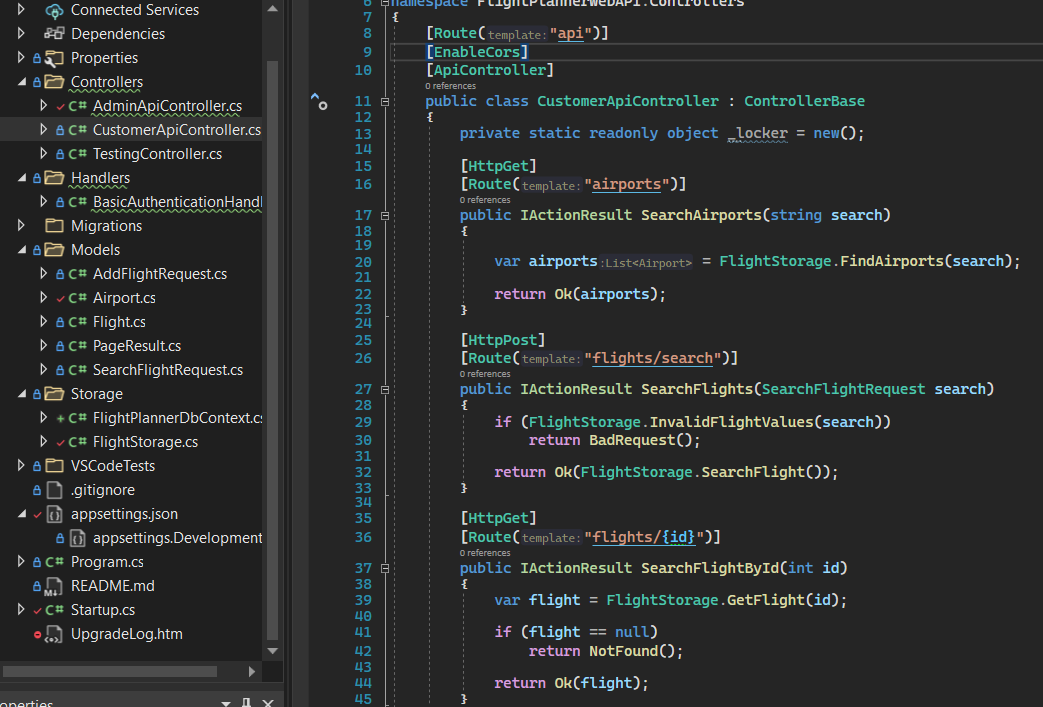 Connected Services
Dependencies
Properties
Controllers
C# AdminApiController.cs
C# CustomerApiController.cs
C# TestingController.cs
Handlers
C# BasicAuthenticationHandl
Migrations
Models
C# AddFlightRequest.cs
C# Airport.cs
C# Flight.cs
C# PageResult.cs
C# SearchFlightRequest.cs
Storage
C# FlightPlannerDbContext.cs
C# FlightStorage.cs
VSCodeTests
.gitignore
appsettings.json
appsettings.Development
C# Program.cs
README.md
C# Startup.cs
UpgradeLog.htm
operties
6 namespace FlightPlannerWebAPI.Controllers
7 {
8 [Route(template:"api")]
9 [EnableCors]
10 [ApiController]
0 references
11 public class CustomerApiController : ControllerBase
12 {
13 private static readonly object _locker = new();
14
15 [HttpGet]
16 [Route(template:"airports")]
0 references
17 public IActionResult SearchAirports(string search)
18 {
19
20 var airports:List<Airport> = FlightStorage.FindAirports(search);
21
22 return Ok(airports);
23 }
24
25 [HttpPost]
26 [Route(template:"flights/search")]
0 references
27 public IActionResult SearchFlights(SearchFlightRequest search)
28 {
29 if (FlightStorage.InvalidFlightValues(search))
30 return BadRequest();
31
32 return Ok(FlightStorage.SearchFlight());
33 }
34
35 [HttpGet]
36 [Route(template:"flights/{id}")]
0 references
37 public IActionResult SearchFlightById(int id)
38 {
39 var flight = FlightStorage.GetFlight(id);
40
41 if (flight == null)
42 return NotFound();
43
44 return Ok(flight);
45 }